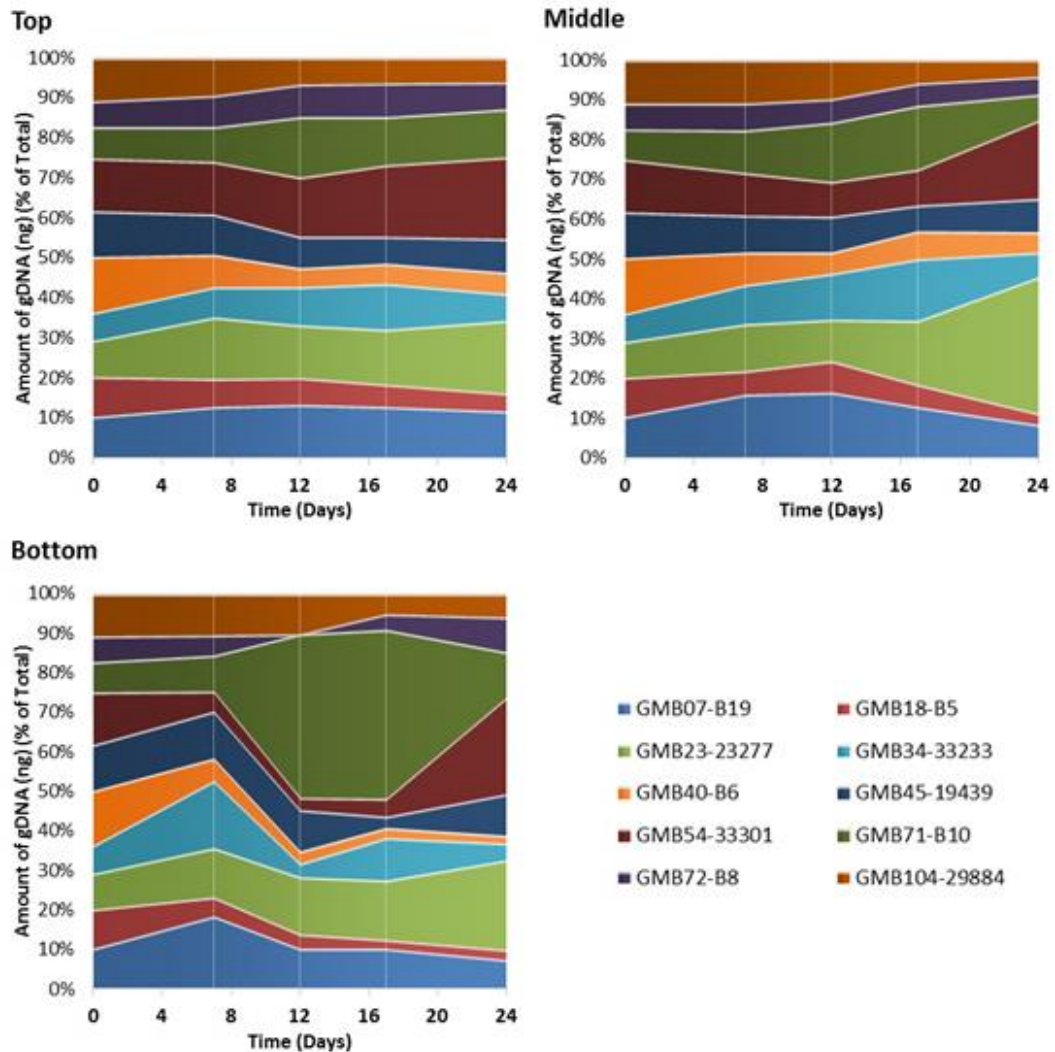 Top
Middle
100%
90%
80%
70%
60%
50%
40%
30%
20%
10%
0%
Amount of gDNA (ng) (% of Total)
0 4 8 12 16 20 24
Time (Days)
100%
90%
80%
70%
60%
50%
40%
30%
20%
10%
0%
Amount of gDNA (ng) (% of Total)
0 4 8 12 16 20 24
Time (Days)
Bottom
100%
90%
80%
70%
60%
50%
40%
30%
20%
10%
0%
Amount of gDNA (ng) (% of Total)
0 4 8 12 16 20 24
Time (Days)
GMB07-B19 GMB18-B5
GMB23-23277 GMB34-33233
GMB40-B6 GMB45-19439
GMB54-33301 GMB71-B10
GMB72-B8 GMB104-29884